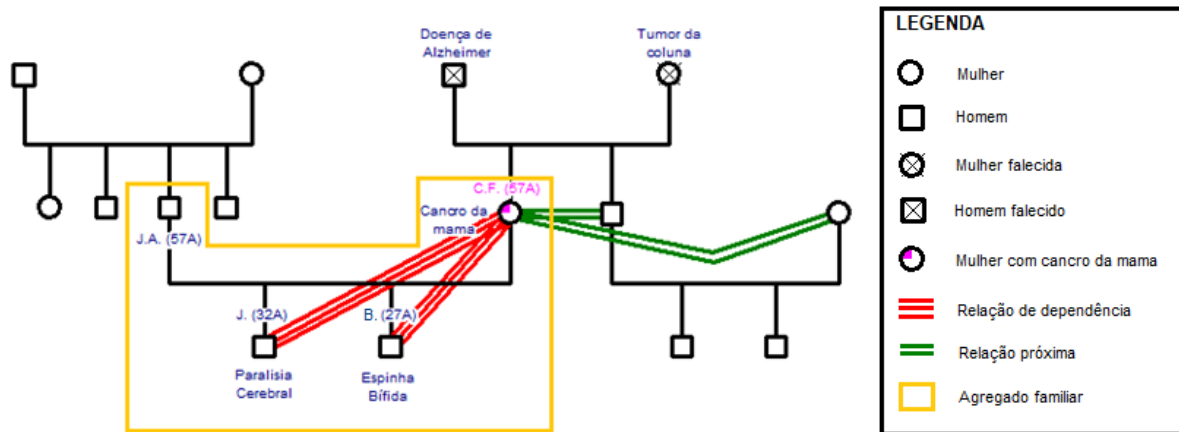 Doença de
Alzheimer
Tumor da
coluna
C.F. (57A)
Cancro da
mama
J.A. (57A)
J. (32A)
B. (27A)
Paralisia
Cerebral
Espinha
Bífida
LEGENDA
Mulher
Homem
Mulher falecida
Homem falecido
Mulher com cancro da mama
Relação de dependência
Relação próxima
Agregado familiar